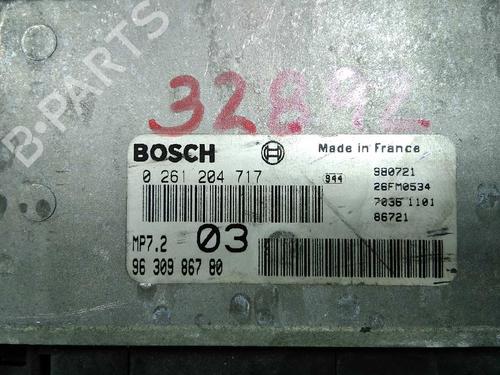 B-PARTS
32892
BOSCH
Made in France
0 261 204 717
944
980721
26FM0534
7035 1101
86721
MP7.2
03
96 309 867 80